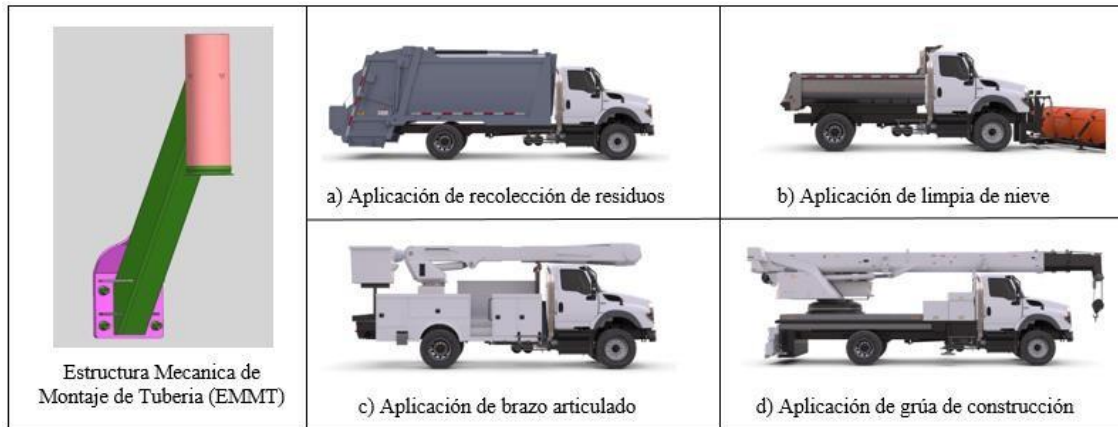 Estructura Mecanica de
Montaje de Tuberia (EMMT)
a) Aplicación de recolección de residuos
b) Aplicación de limpia de nieve
c) Aplicación de brazo articulado
d) Aplicación de grúa de construcción